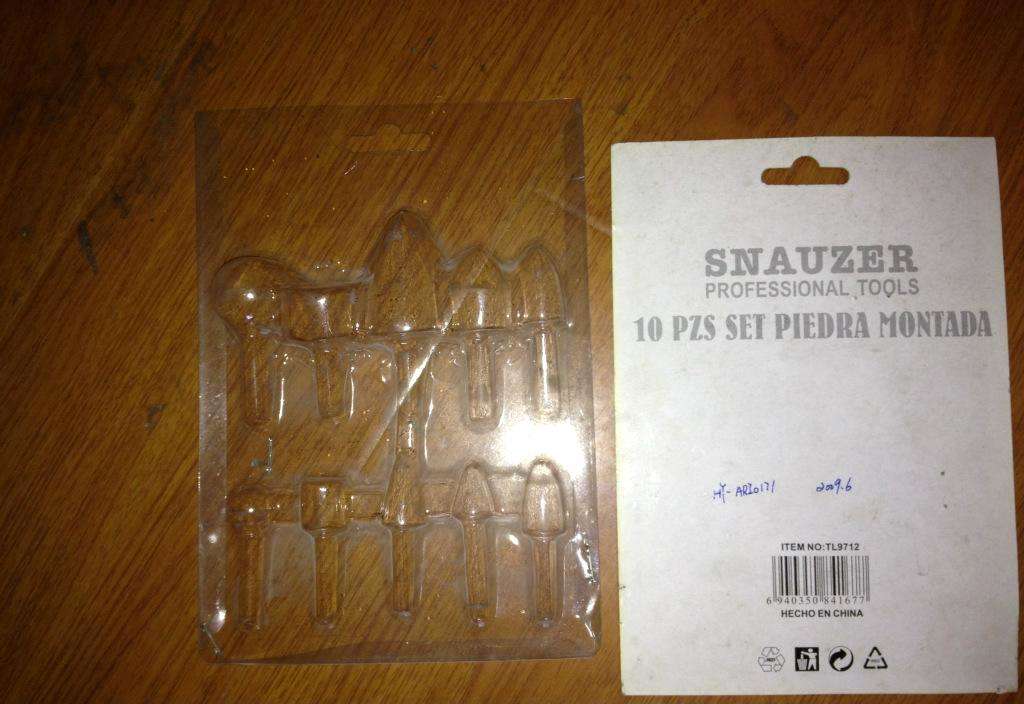 SNAUZER
PROFESSIONAL TOOLS
10 PZS SET PIEDRA MONTADA
2009.6
ITEM NO:TL9712
6 940350 841677
HECHO EN CHINA